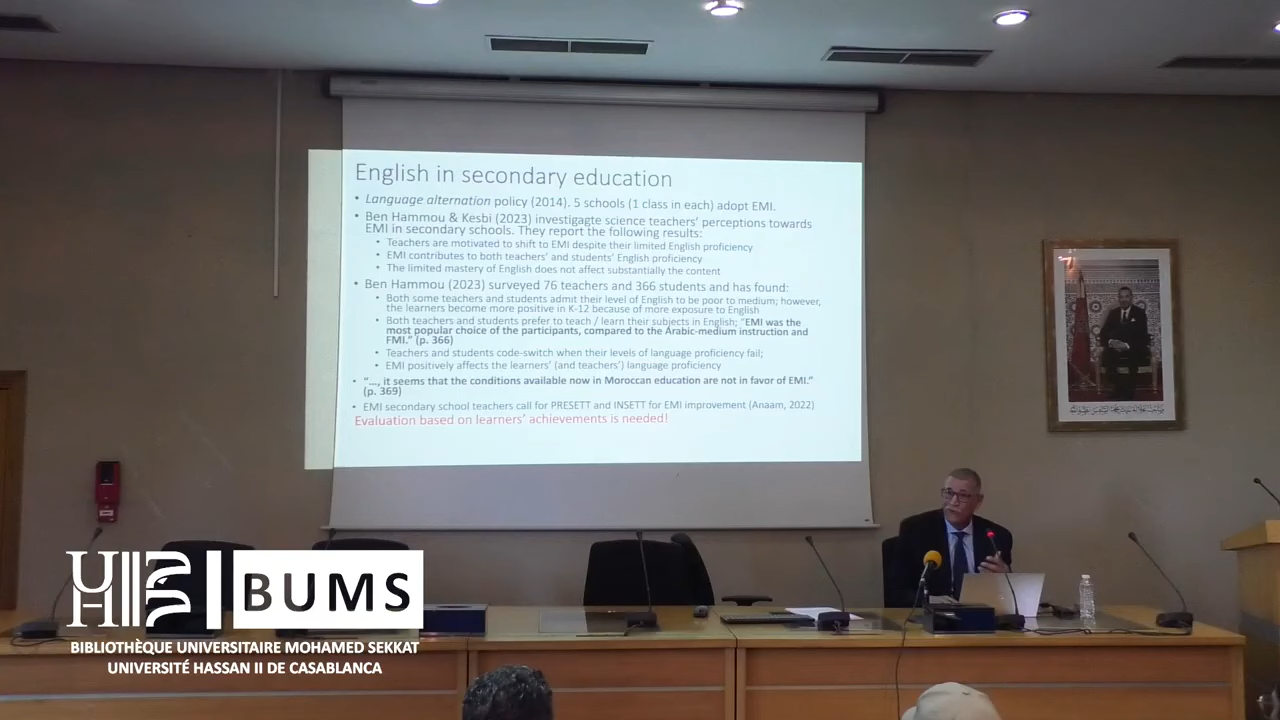 English in secondary education
• Language alternation policy (2014). 5 schools (1 class in each) adopt EMI.
• Ben Hammou & Kesbi (2023) investigagte science teachers' perceptions towards
EMI in secondary schools. They report the following results:
• Teachers are motivated to shift to EMI despite their limited English proficiency
• EMI contributes to both teachers' and students' English proficiency
• The limited mastery of English does not affect substantially the content
• Ben Hammou (2023) surveyed 76 teachers and 366 students and has found:
• Both some teachers and students admit their level of English to be poor to medium; however,
the learners become more positive in K-12 because of more exposure to English
• Both teachers and students prefer to teach / learn their subjects in English; "EMI was the
most popular choice of the participants, compared to the Arabic-medium instruction and
FMI." (p. 366)
• Teachers and students code-switch when their levels of language proficiency fail;
• EMI positively affects the learners' (and teachers') language proficiency
• "…, it seems that the conditions available now in Moroccan education are not in favor of EMI."
(p. 369)
• EMI secondary school teachers call for PRESETT and INSETT for EMI improvement (Anaam, 2022)
Evaluation based on learners' achievements is needed!
UH2C | BUMS
BIBLIOTHÈQUE UNIVERSITAIRE MOHAMED SEKKAT
UNIVERSITÉ HASSAN II DE CASABLANCA